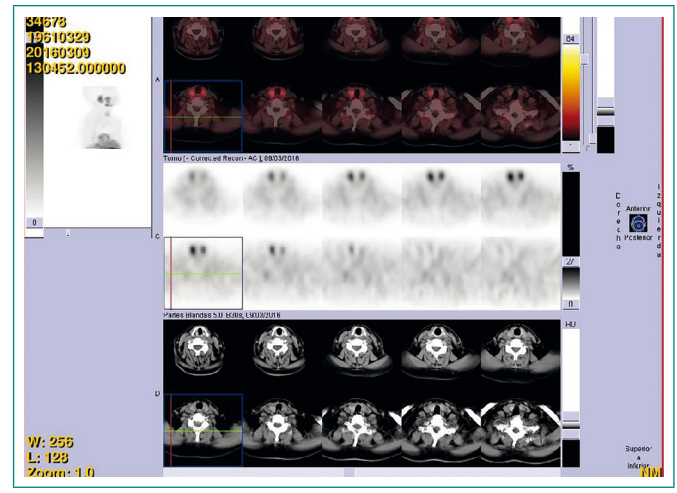 34678
19610329
20160309
130452.000000
64
A
Tomo [ - Corrected Recon - AC ], 09/03/2016
%
0
C
27
0
Derecho
Anterior
Posterior
Izquierda
Partes Blandas 5.0 B30s, 09/03/2016
HU
D
W: 256
L: 128
Zoom: 1.0
Superior
Inferior
NM